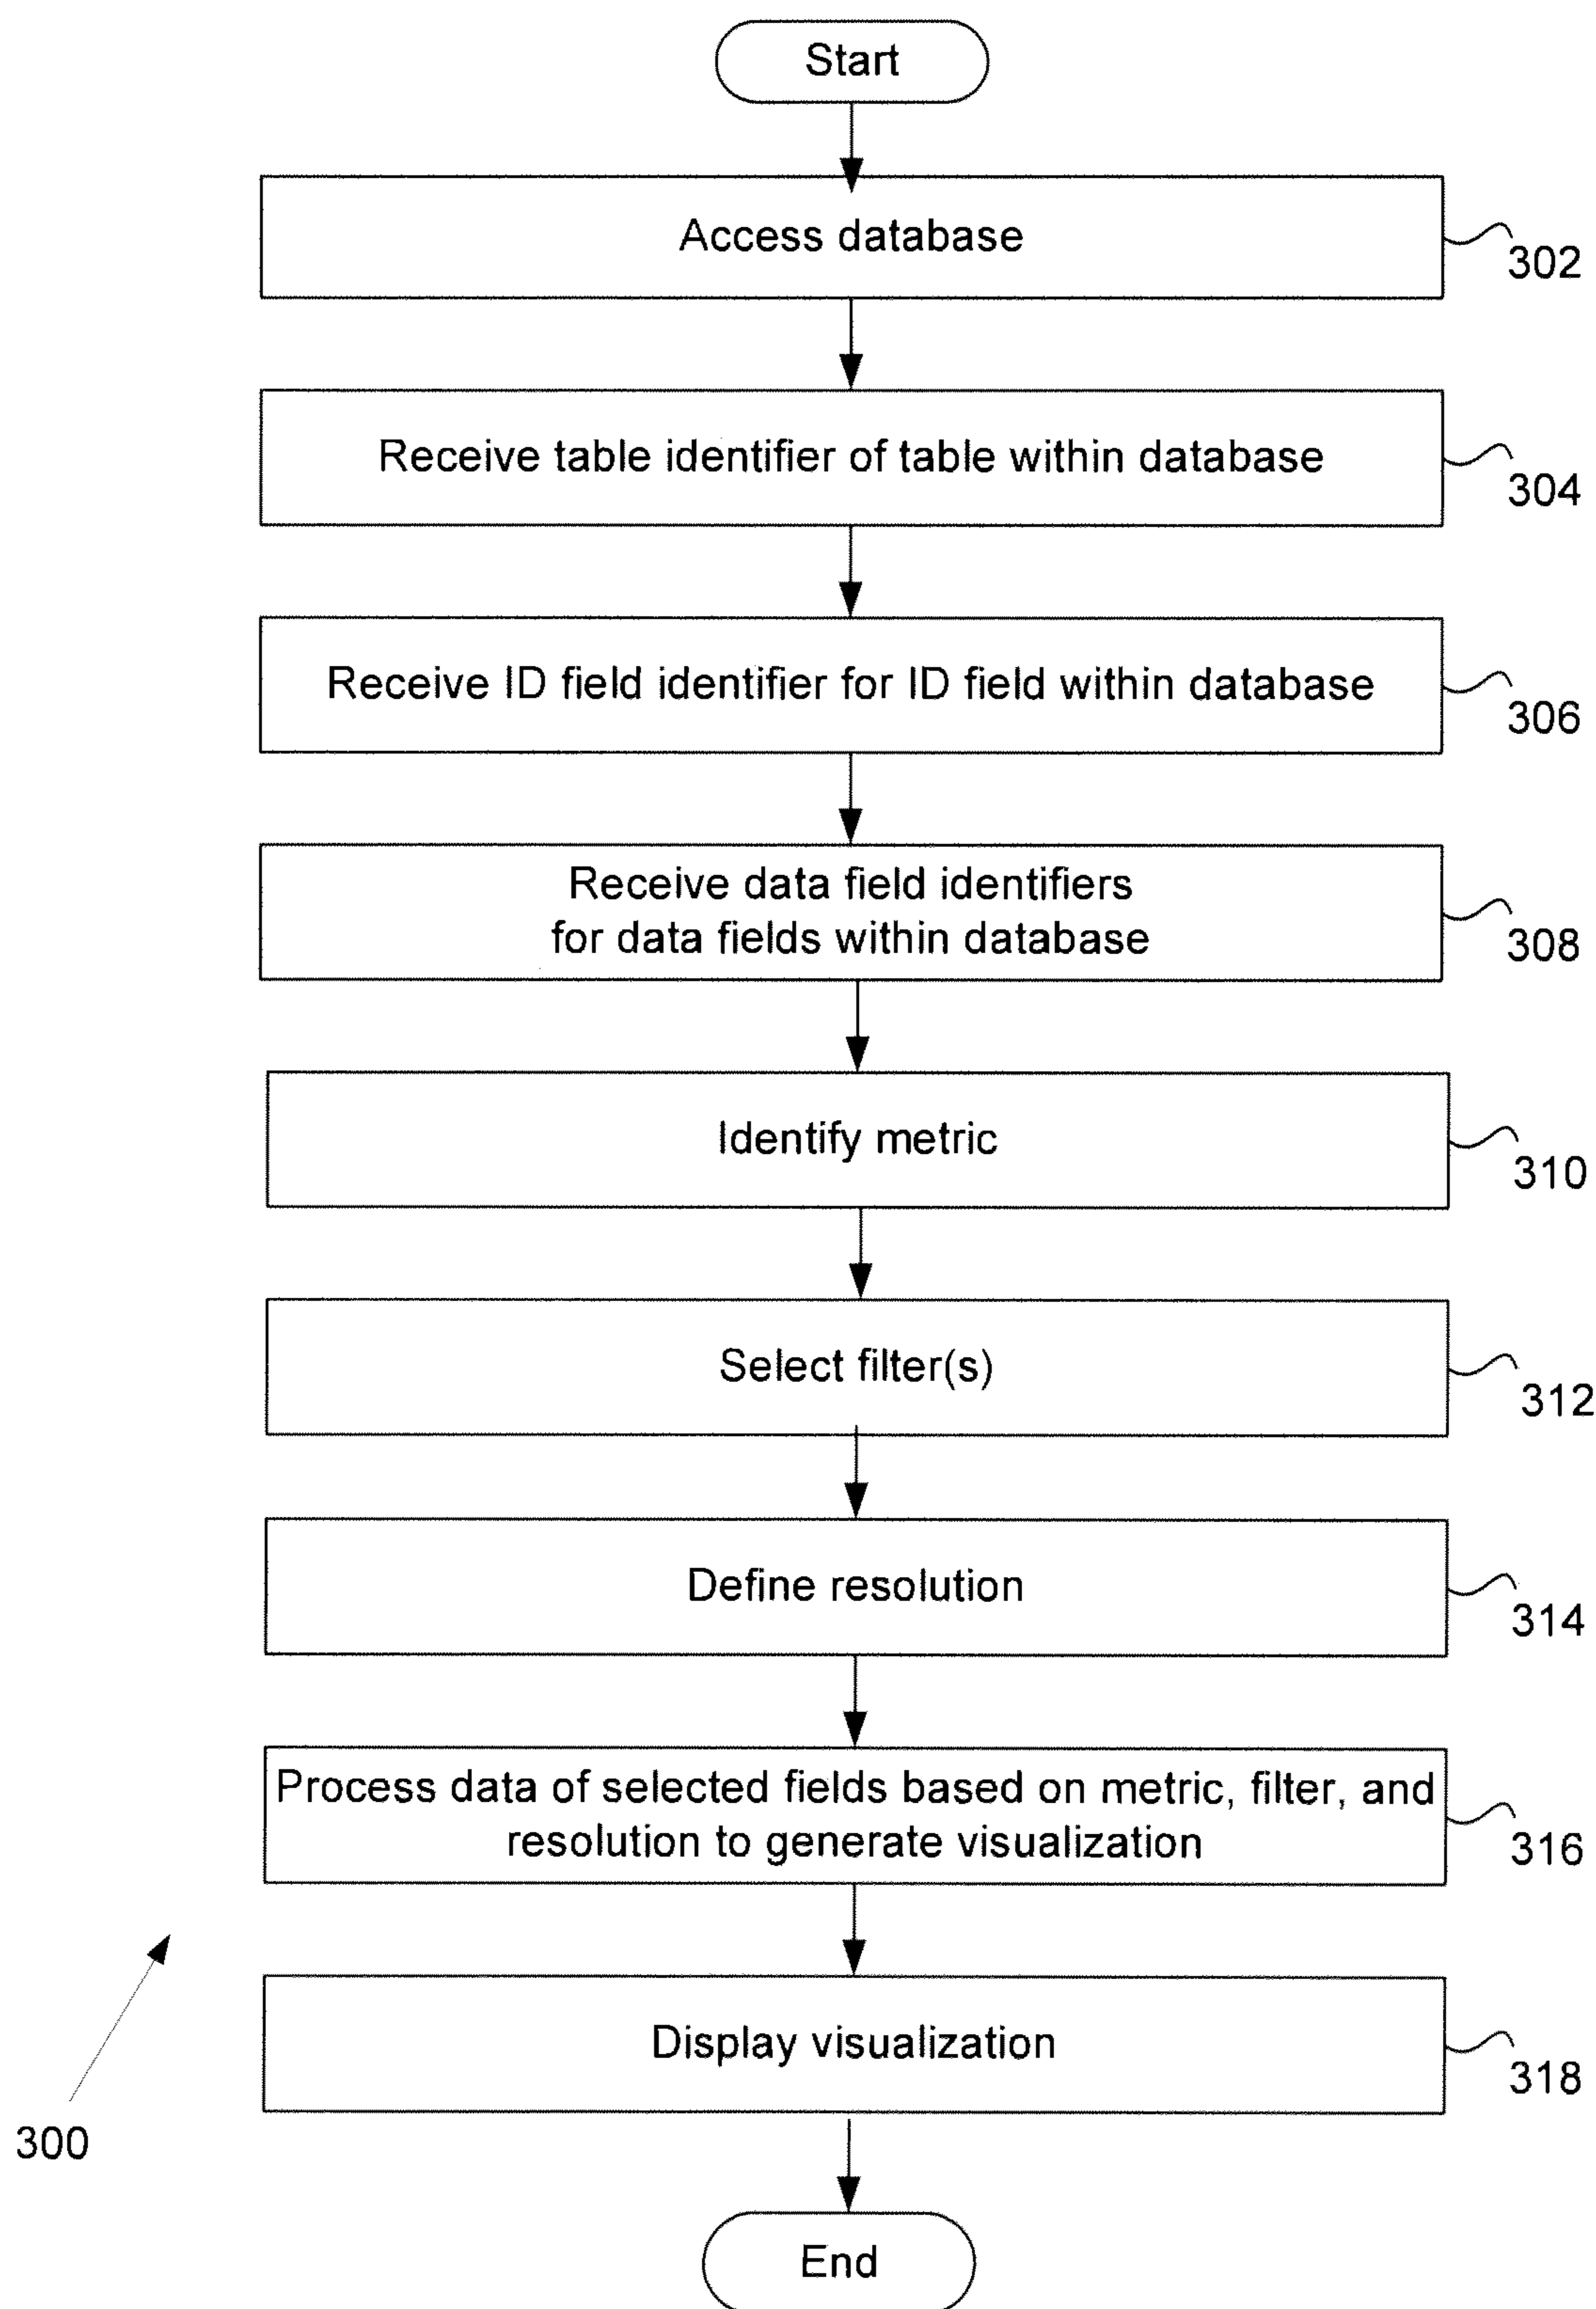 Start
Access database
302
Receive table identifier of table within database
304
Receive ID field identifier for ID field within database
306
Receive data field identifiers
for data fields within database
308
Identify metric
310
Select filter(s)
312
Define resolution
314
Process data of selected fields based on metric, filter, and
resolution to generate visualization
316
Display visualization
318
300
End